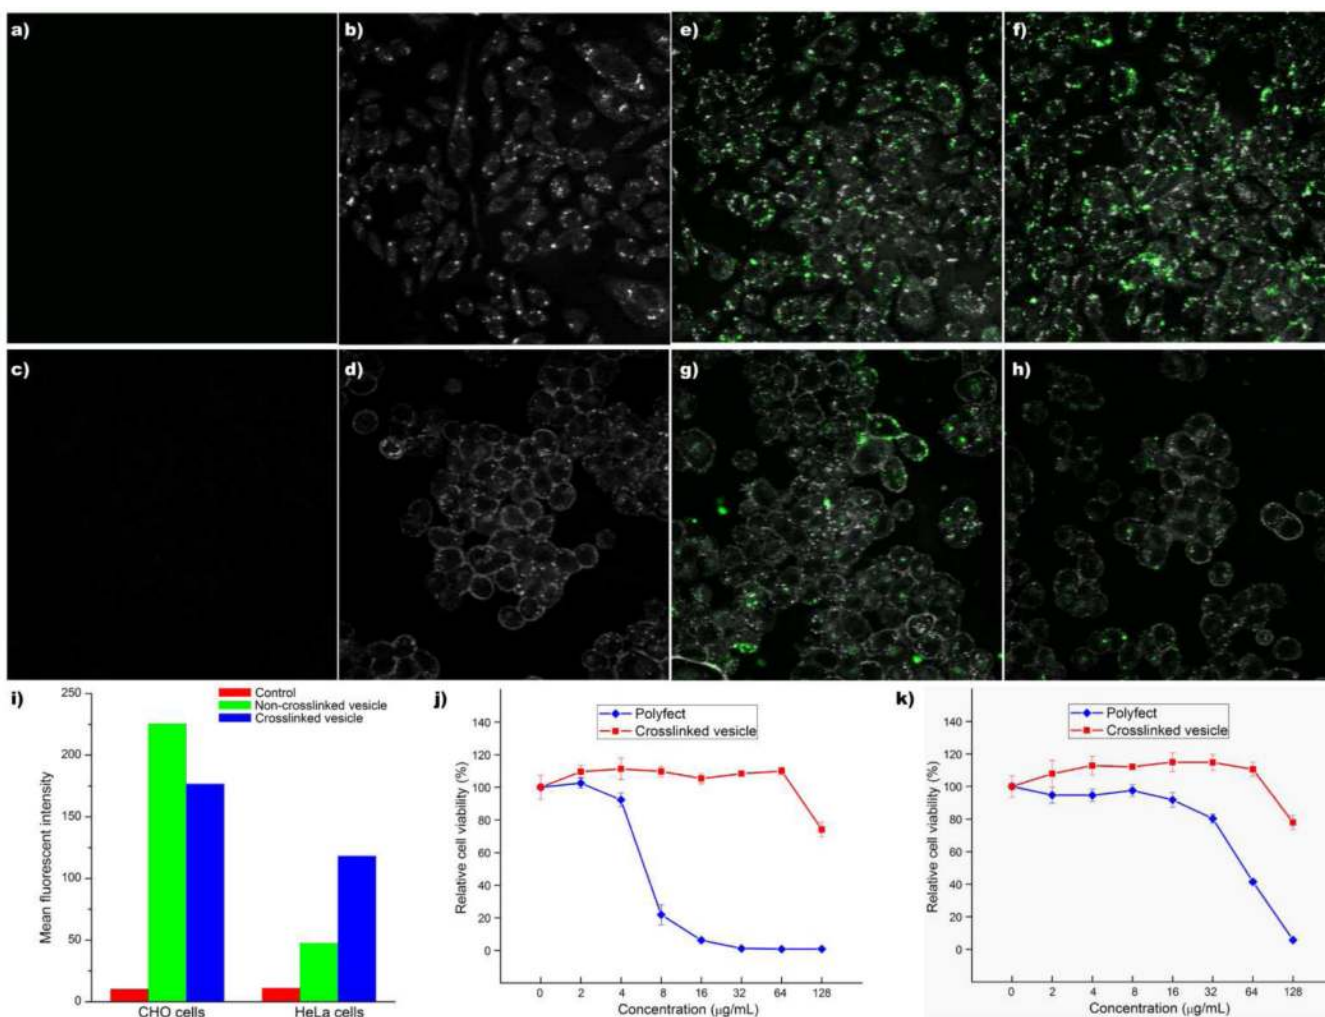 a)
b)
e)
f)
c)
d)
g)
h)
i)
250
200
150
100
50
0
Mean fluorescent intensity
Control
Non-crosslinked vesicle
Crosslinked vesicle
CHO cells
HeLa cells
j)
140
120
100
80
60
40
20
0
Relative cell viability (%)
Polyfect
Crosslinked vesicle
0 2 4 8 16 32 64 128
Concentration (μg/mL)
k)
140
120
100
80
60
40
20
0
Relative cell viability (%)
Polyfect
Crosslinked vesicle
0 2 4 8 16 32 64 128
Concentration (μg/mL)